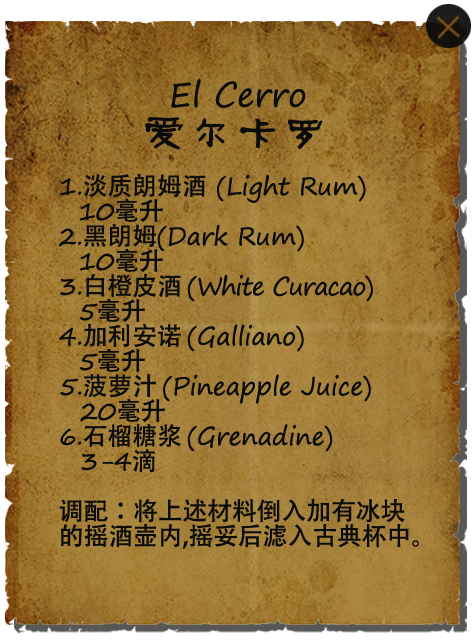 El Cerro
爱尔卡罗
1.淡质朗姆酒 (Light Rum)
10毫升
2.黑朗姆(Dark Rum)
10毫升
3.白橙皮酒(White Curacao)
5毫升
4.加利安诺(Galliano)
5毫升
5.菠萝汁(Pineapple Juice)
20毫升
6.石榴糖浆(Grenadine)
3-4滴
调配：将上述材料倒入加有冰块
的摇酒壶内,摇妥后滤入古典杯中。